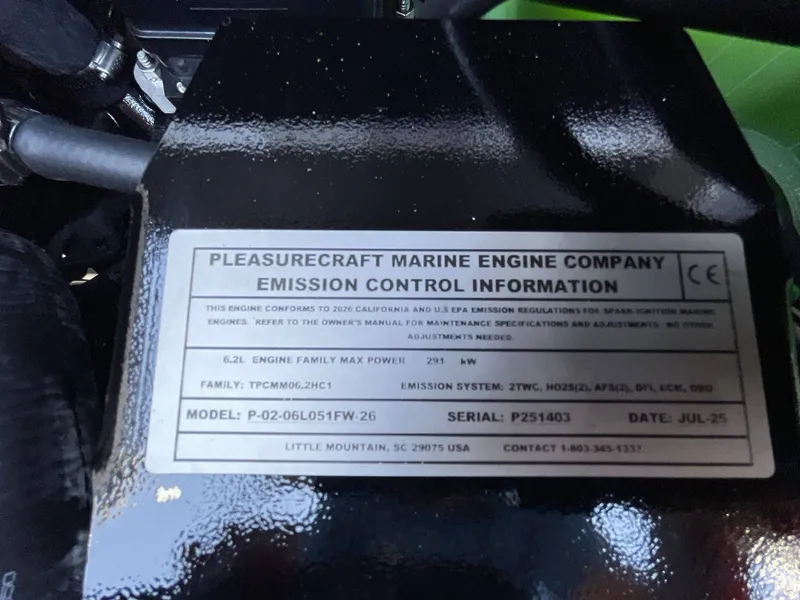 PLEASURECRAFT MARINE ENGINE COMPANY
EMISSION CONTROL INFORMATION
CE
THIS ENGINE CONFORMS TO 2026 CALIFORNIA AND U.S EPA EMISSION REGULATIONS FOR SPARK-IGNITION MARINE
ENGINES. REFER TO THE OWNER'S MANUAL FOR MAINTENANCE SPECIFICATIONS AND ADJUSTMENTS. NO OTHER
ADJUSTMENTS NEEDED.
6.2L ENGINE FAMILY MAX POWER 291 kW
FAMILY: TPCMM06.2HC1 EMISSION SYSTEM: 2TWC, HO2S(2), AFS(2), DFI, ECM, OBD
MODEL: P-02-06L051FW-26 SERIAL: P251403 DATE: JUL-25
LITTLE MOUNTAIN, SC 29075 USA CONTACT 1-803-345-1337